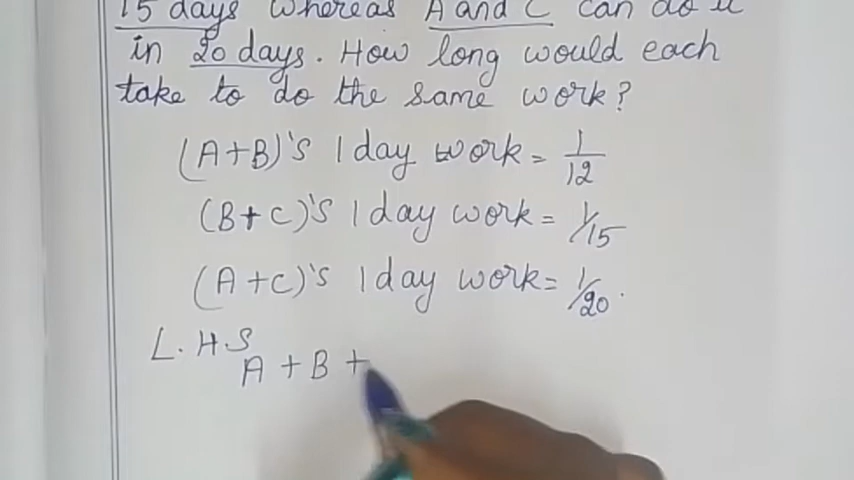 15 days whereas A and C can do it
in 20 days. How long would each
take to do the same work?
(A+B)'s 1 day work = 1/12
(B+C)'s 1 day work = 1/15
(A+C)'s 1 day work = 1/20.
L.H.S
A + B +